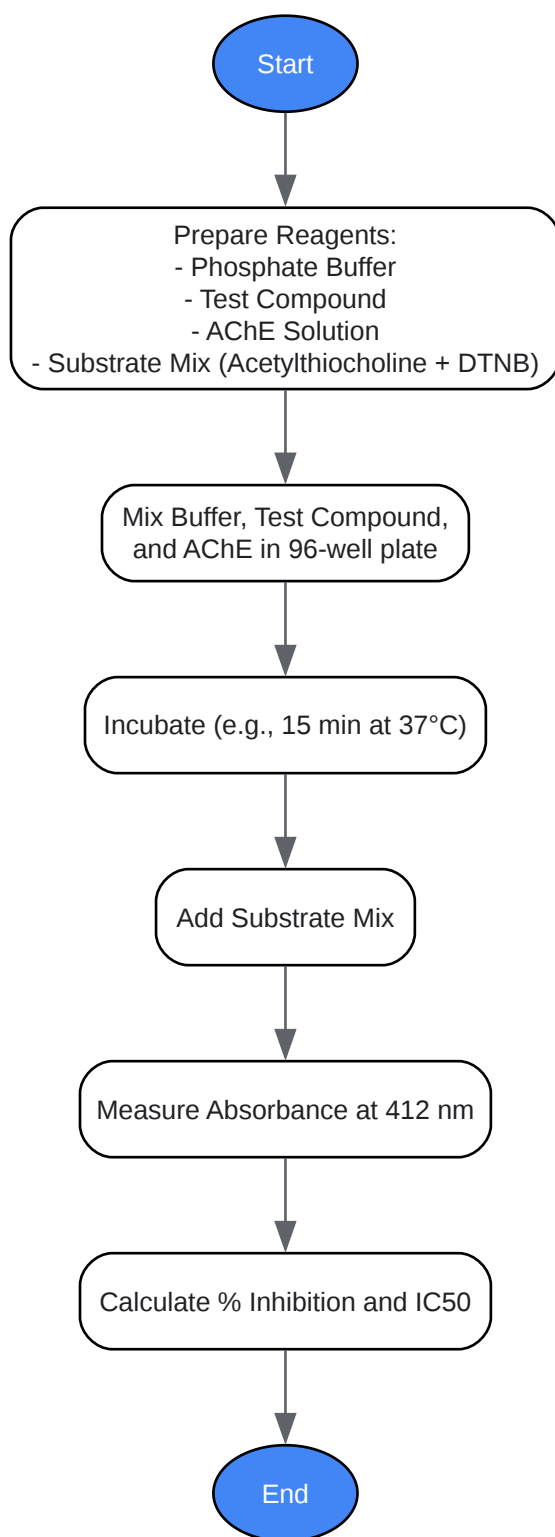 Start
Prepare Reagents:
- Phosphate Buffer
- Test Compound
- AChE Solution
- Substrate Mix (Acetylthiocholine + DTNB)
Mix Buffer, Test Compound,
and AChE in 96-well plate
Incubate (e.g., 15 min at 37°C)
Add Substrate Mix
Measure Absorbance at 412 nm
Calculate % Inhibition and IC50
End